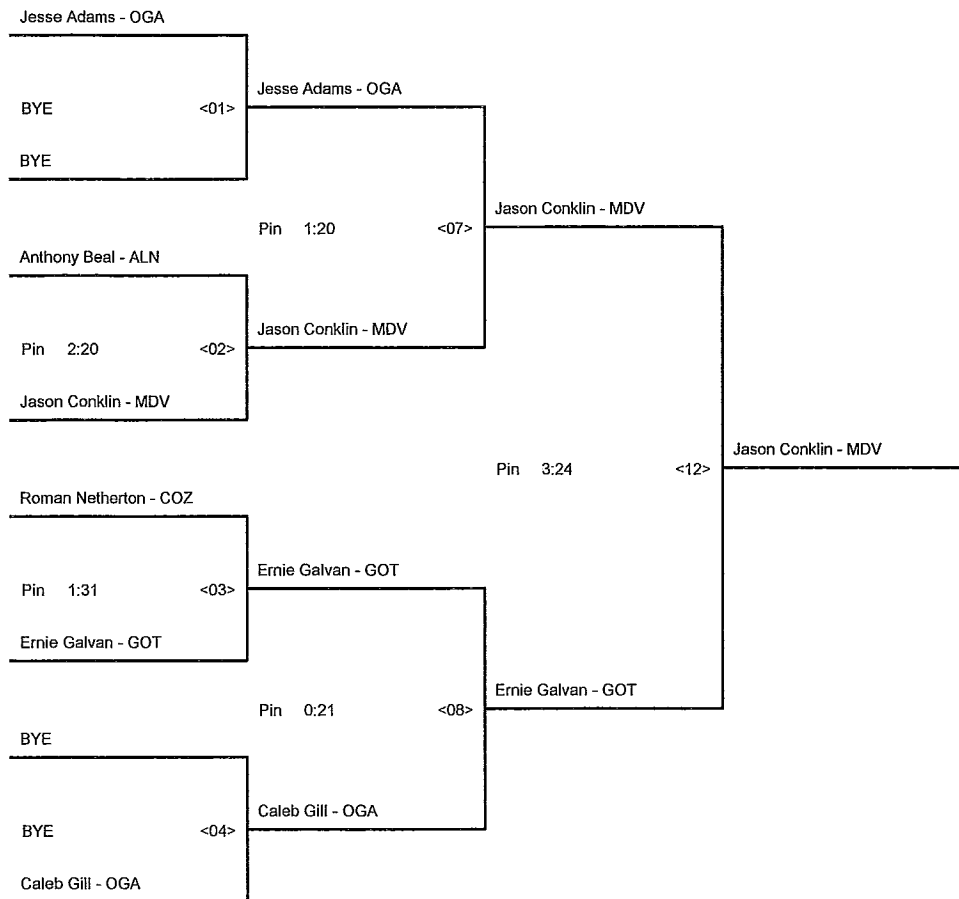 Jesse Adams - OGA
Jesse Adams - OGA
BYE <01>
BYE
Jason Conklin - MDV
Pin 1:20 <07>
Anthony Beal - ALN
Jason Conklin - MDV
Pin 2:20 <02>
Jason Conklin - MDV
Jason Conklin - MDV
Pin 3:24 <12>
Roman Netherton - COZ
Ernie Galvan - GOT
Pin 1:31 <03>
Ernie Galvan - GOT
Ernie Galvan - GOT
Pin 0:21 <08>
BYE
Caleb Gill - OGA
BYE <04>
Caleb Gill - OGA